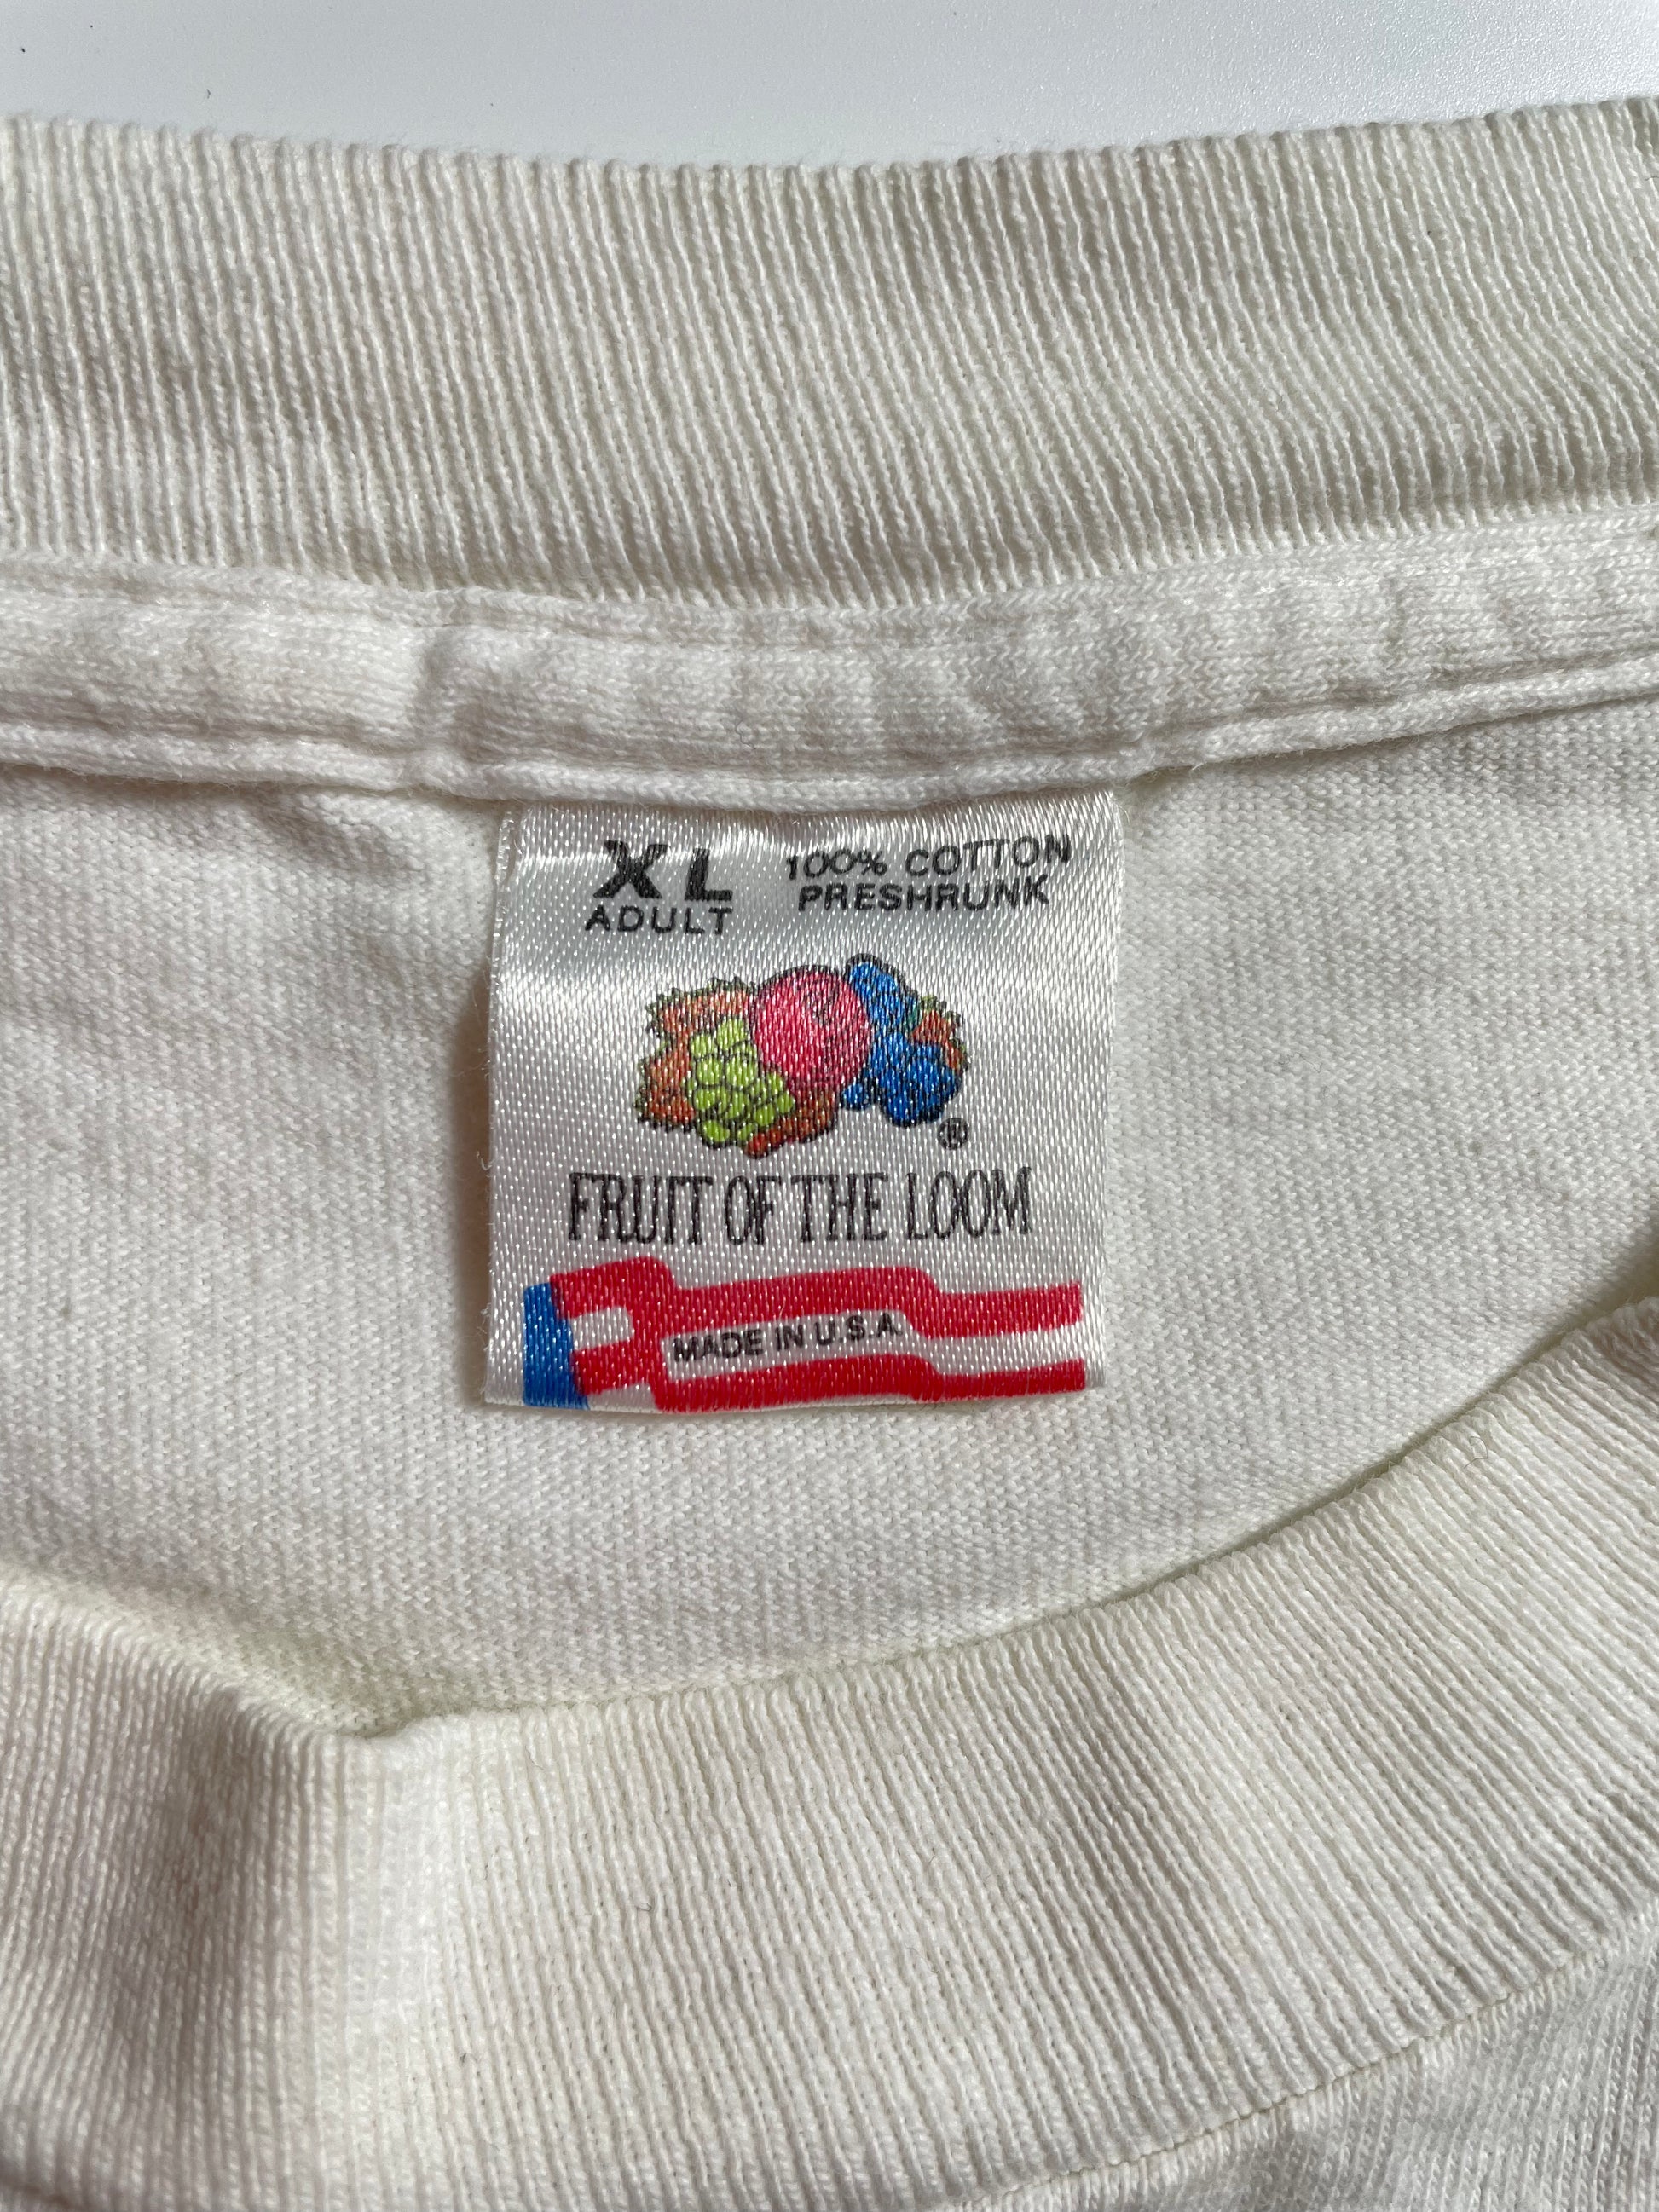 XL 100% COTTON
ADULT PRESHRUNK
®
FRUIT OF THE LOOM
MADE IN U.S.A.